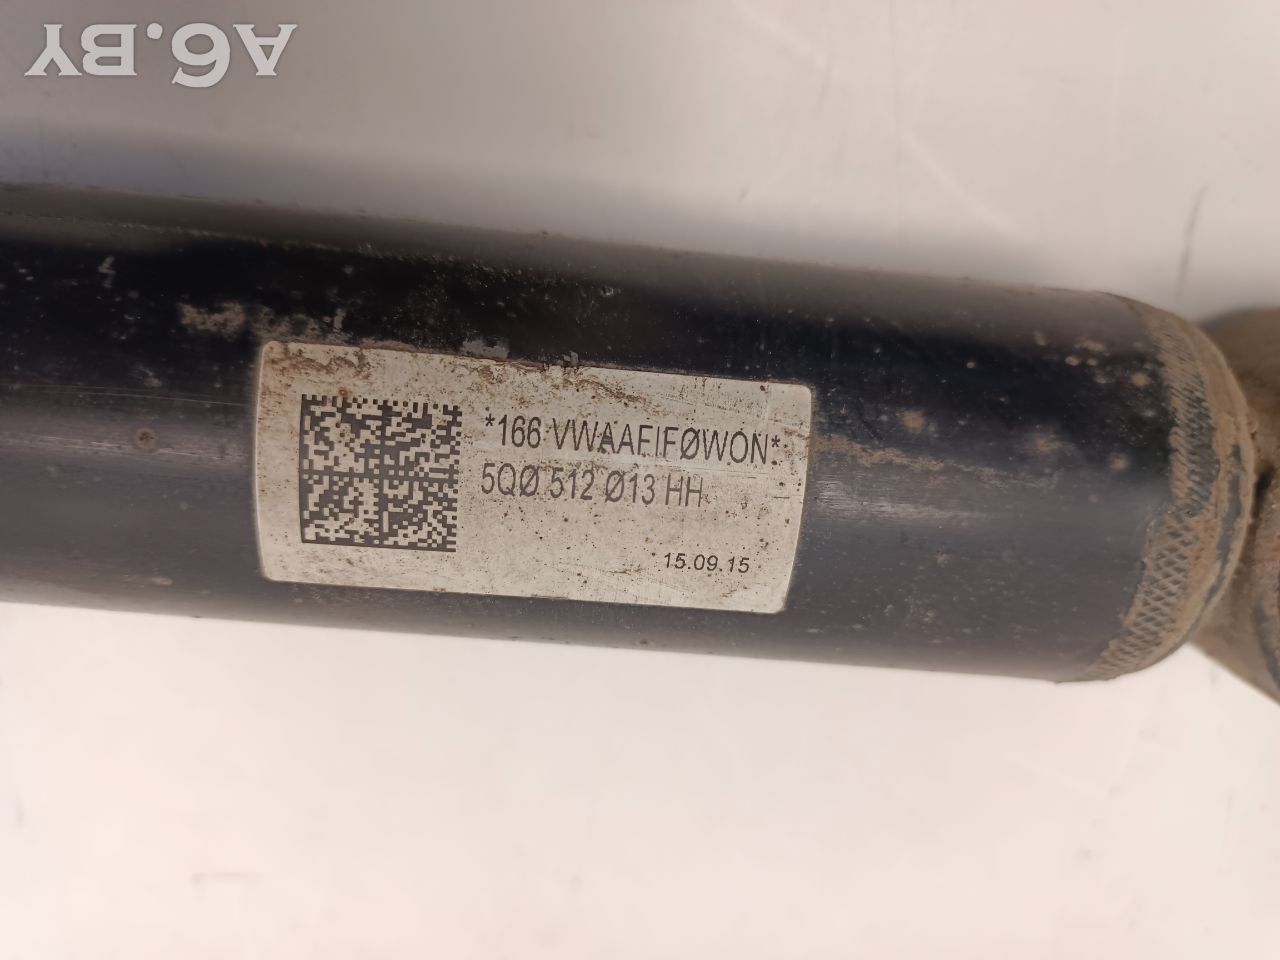 A6.BY
*166 VWAAFIFØWON*
5QØ 512 Ø13 HH
15.09.15